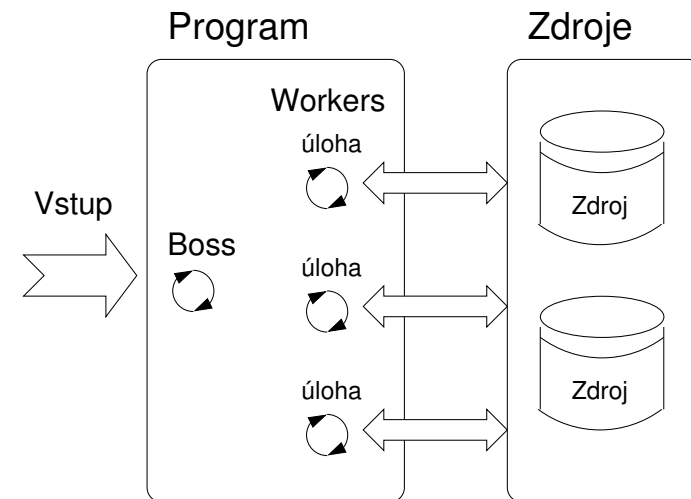 Program
Zdroje
Workers
úloha
Vstup
Zdroj
Boss
úloha
úloha
Zdroj